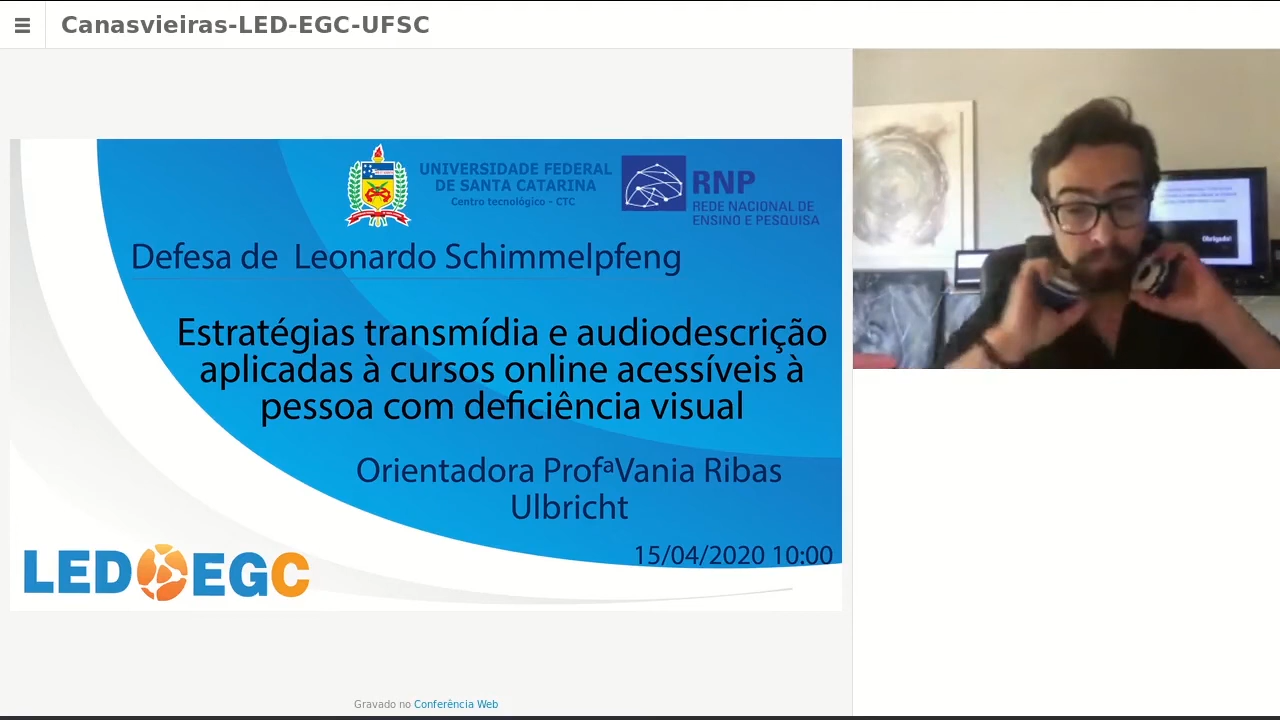 Canasvieiras-LED-EGC-UFSC
UNIVERSIDADE FEDERAL
DE SANTA CATARINA
Centro tecnológico - CTC
RNP
REDE NACIONAL DE
ENSINO E PESQUISA
Defesa de Leonardo Schimmelpfeng
Estratégias transmídia e audiodescrição
aplicadas à cursos online acessíveis à
pessoa com deficiência visual
Orientadora ProfªVania Ribas
Ulbricht
15/04/2020 10:00
LED EGC
Obrigado!
Gravado no Conferência Web